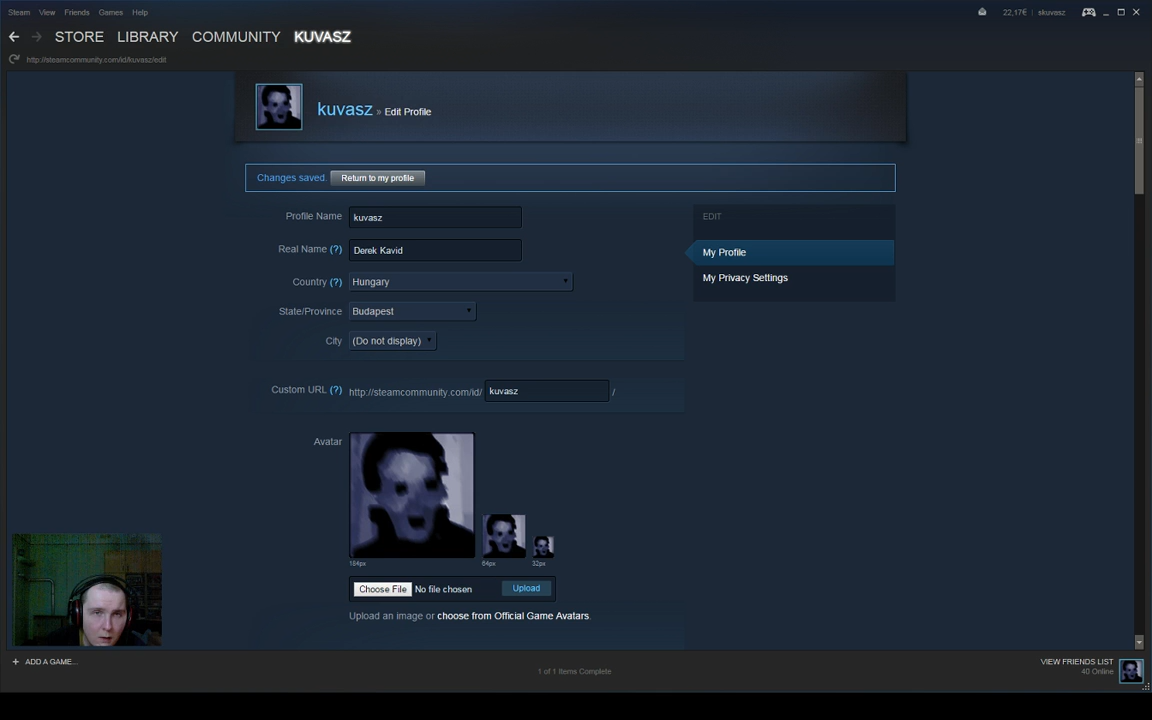 Steam View Friends Games Help 22,17€ skuvasz
STORE LIBRARY COMMUNITY KUVASZ
http://steamcommunity.com/id/kuvasz/edit
kuvasz » Edit Profile
Changes saved. Return to my profile
Profile Name kuvasz
EDIT
Real Name (?) Derek Kavid
My Profile
Country (?) Hungary
My Privacy Settings
State/Province Budapest
City (Do not display)
Custom URL (?) http://steamcommunity.com/id/ kuvasz /
Avatar
184px 64px 32px
Choose File No file chosen Upload
Upload an image or choose from Official Game Avatars.
+ ADD A GAME...
1 of 1 Items Complete
VIEW FRIENDS LIST
40 Online